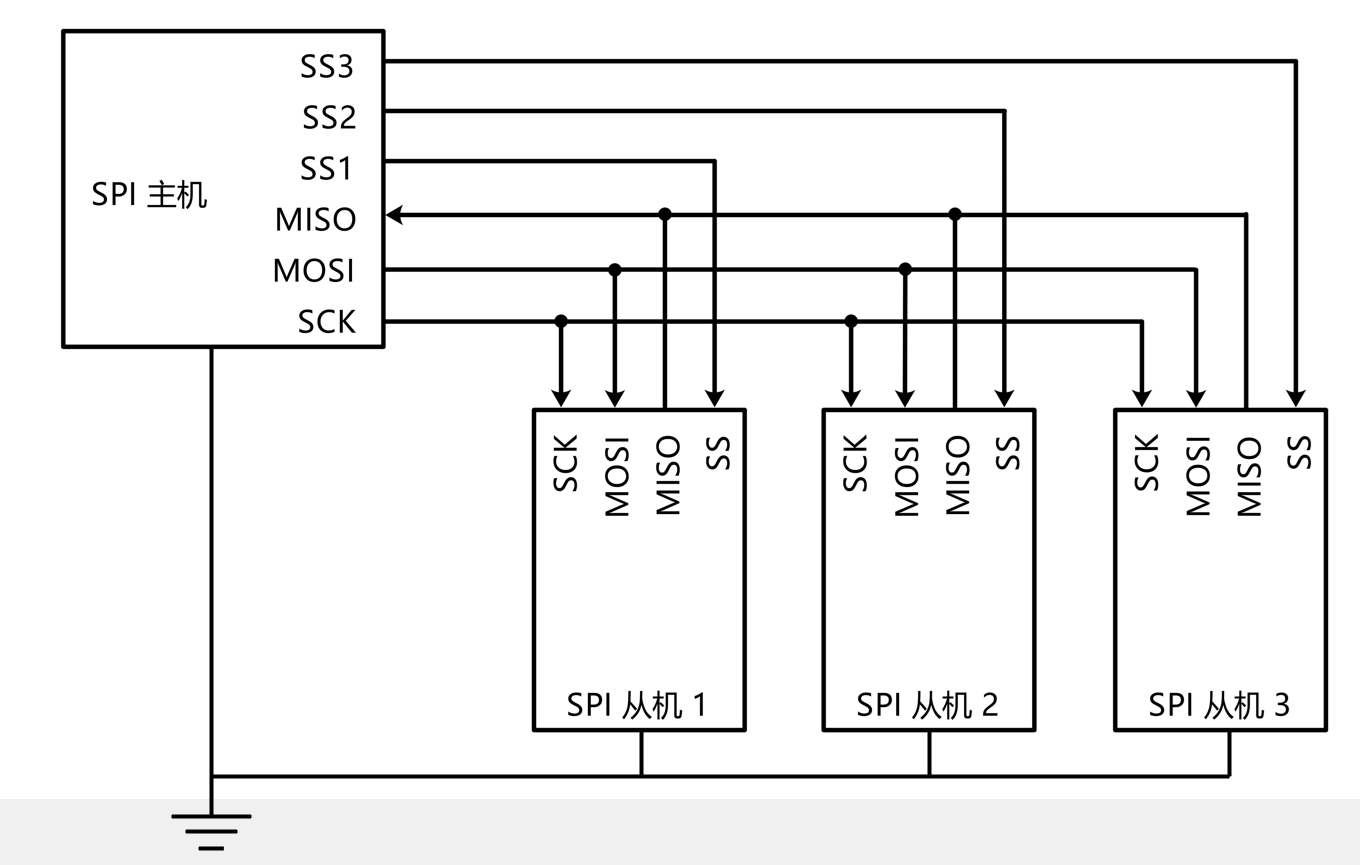 SS3
SS2
SS1
SPI 主机
MISO
MOSI
SCK
SCK
MOSI
MISO
SS
SCK
MOSI
MISO
SS
SCK
MOSI
MISO
SS
SPI 从机 1
SPI 从机 2
SPI 从机 3